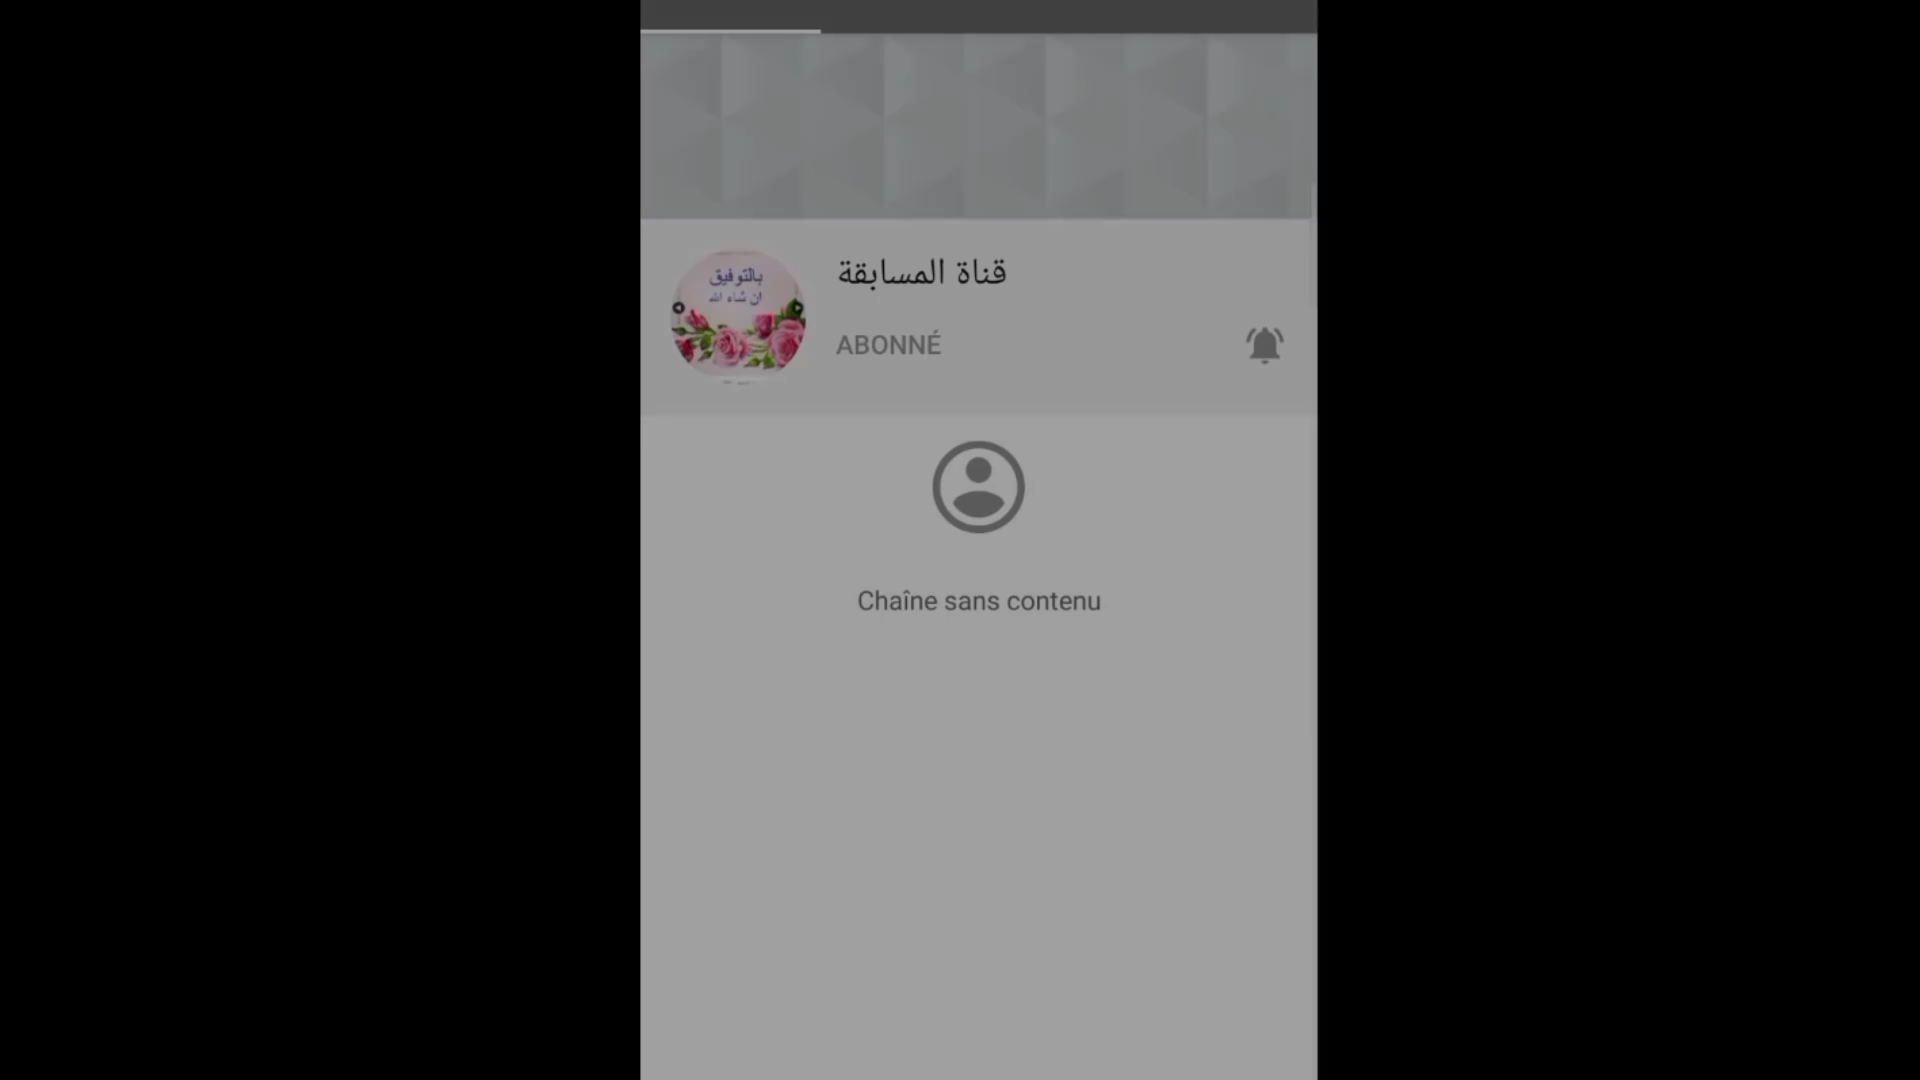 قناة المسابقة
بالتوفيق
ان شاء الله
ABONNÉ
Chaîne sans contenu